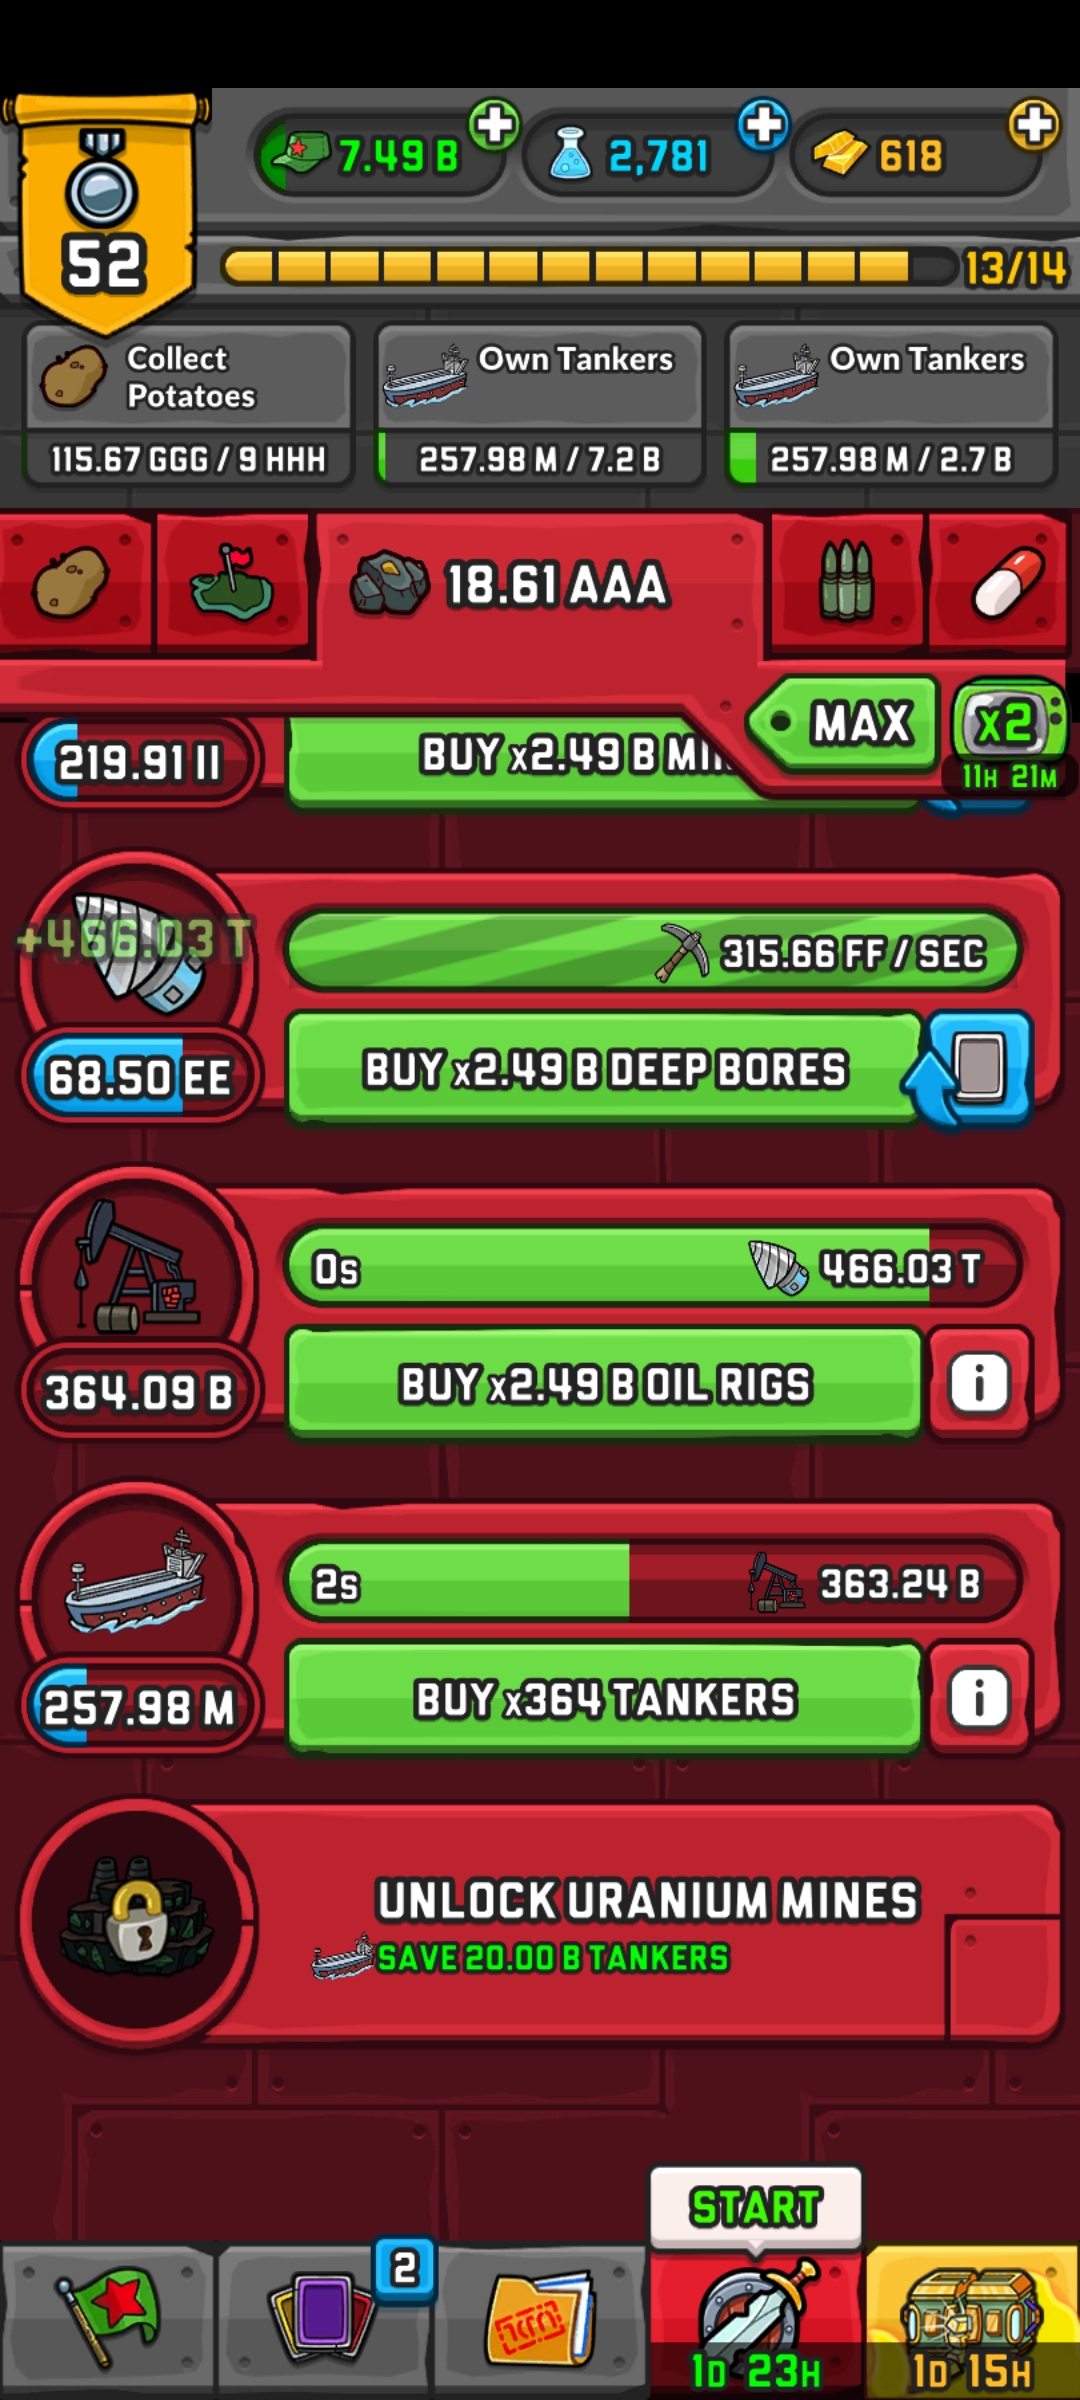 7.49 B
2,781
618
52
13/14
Collect
Potatoes
115.67 GGG / 9 HHH
Own Tankers
257.98 M / 7.2 B
Own Tankers
257.98 M / 2.7 B
18.61 AAA
MAX
x2
11H 21M
219.91 II
BUY x2.49 B
+466.03 T
315.66 FF / SEC
68.50 EE
BUY x2.49 B DEEP BORES
0s
466.03 T
364.09 B
BUY x2.49 B OIL RIGS
i
2s
363.24 B
257.98 M
BUY x364 TANKERS
i
UNLOCK URANIUM MINES
SAVE 20.00 B TANKERS
START
2
1D 23H
1D 15H